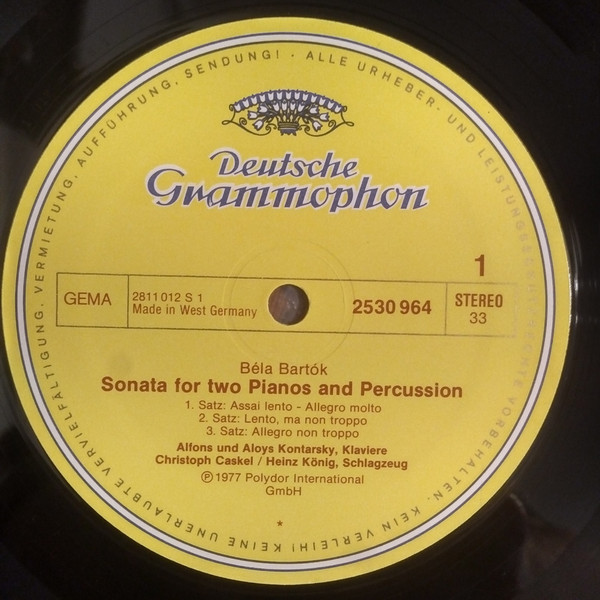 ALLE URHEBER- UND LEISTUNGSSCHUTZRECHTE VORBEHALTEN. KEIN VERLEIH! KEINE UNERLAUBTE VERVIELFÄLTIGUNG, VERMIETUNG, AUFFÜHRUNG, SENDUNG! ·
Deutsche
Grammophon
1
GEMA
2811 012 S 1
Made in West Germany
2530 964
STEREO
33
Béla Bartók
Sonata for two Pianos and Percussion
1. Satz: Assai lento - Allegro molto
2. Satz: Lento, ma non troppo
3. Satz: Allegro non troppo
Alfons und Aloys Kontarsky, Klaviere
Christoph Caskel / Heinz König, Schlagzeug
Ⓟ 1977 Polydor International
GmbH
*